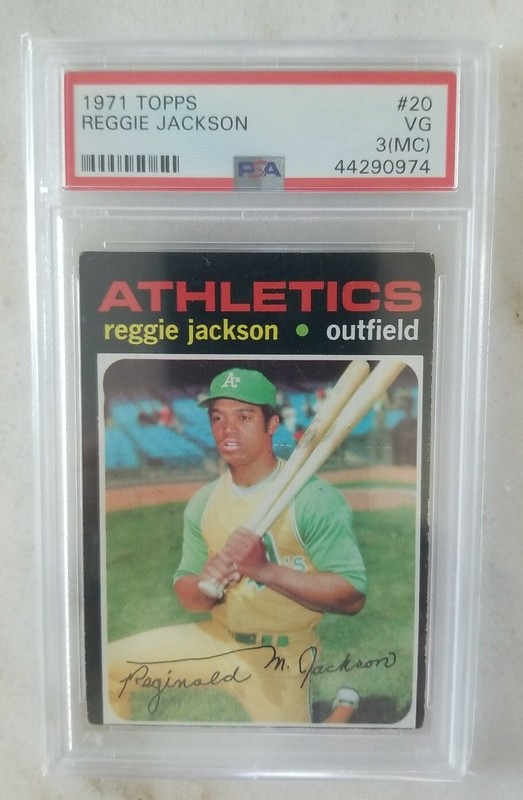 1971 TOPPS #20
REGGIE JACKSON VG
3(MC)
PSA 44290974
ATHLETICS
reggie jackson • outfield
A's
's
Reginald M. Jackson